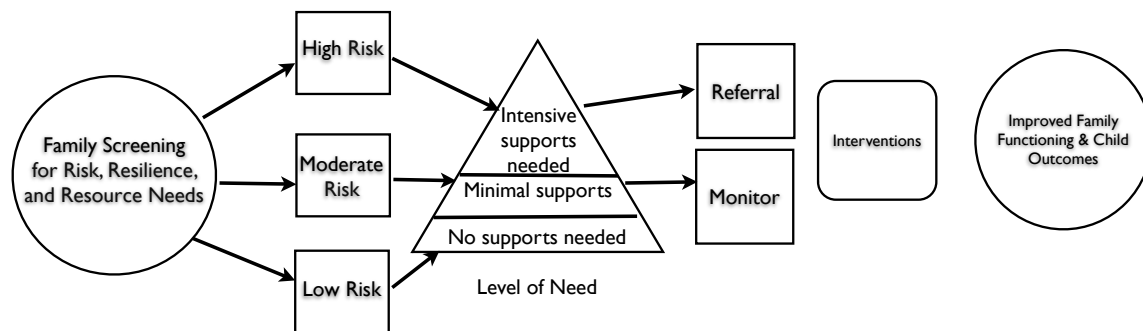 Family Screening
for Risk, Resilience,
and Resource Needs
High Risk
Moderate
Risk
Low Risk
Intensive
supports
needed
Minimal supports
No supports needed
Level of Need
Referral
Monitor
Interventions
Improved Family
Functioning & Child
Outcomes